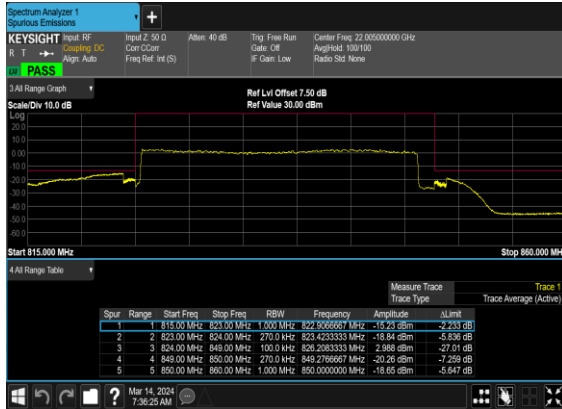 Spectrum Analyzer 1
Spurious Emissions
+
KEYSIGHT Input: RF Input Z: 50 Ω Atten: 40 dB Trig: Free Run Center Freq: 22.005000000 GHz
R T Coupling: DC Corr CCorr Gate: Off Avg|Hold: 100/100
Align: Auto Freq Ref: Int (S) IF Gain: Low Radio Std: None
PASS
3 All Range Graph
Scale/Div 10.0 dB
Ref Lvl Offset 7.50 dB
Ref Value 30.00 dBm
Log
20.0
10.0
0.00
-10.0
-20.0
-30.0
-40.0
-50.0
-60.0
Start 815.000 MHz Stop 860.000 MHz
4 All Range Table
Measure Trace Trace 1
Trace Type Trace Average (Active)
Spur Range Start Freq Stop Freq RBW Frequency Amplitude ΔLimit
1 1 815.00 MHz 823.00 MHz 1.000 MHz 822.9066667 MHz -15.23 dBm -2.233 dB
2 2 823.00 MHz 824.00 MHz 270.0 kHz 823.4233333 MHz -18.84 dBm -5.836 dB
3 3 824.00 MHz 849.00 MHz 100.0 kHz 826.2083333 MHz 2.988 dBm -27.01 dB
4 4 849.00 MHz 850.00 MHz 270.0 kHz 849.2766667 MHz -20.26 dBm -7.259 dB
5 5 850.00 MHz 860.00 MHz 1.000 MHz 850.0000000 MHz -18.65 dBm -5.647 dB
?
Mar 14, 2024
7:36:25 AM